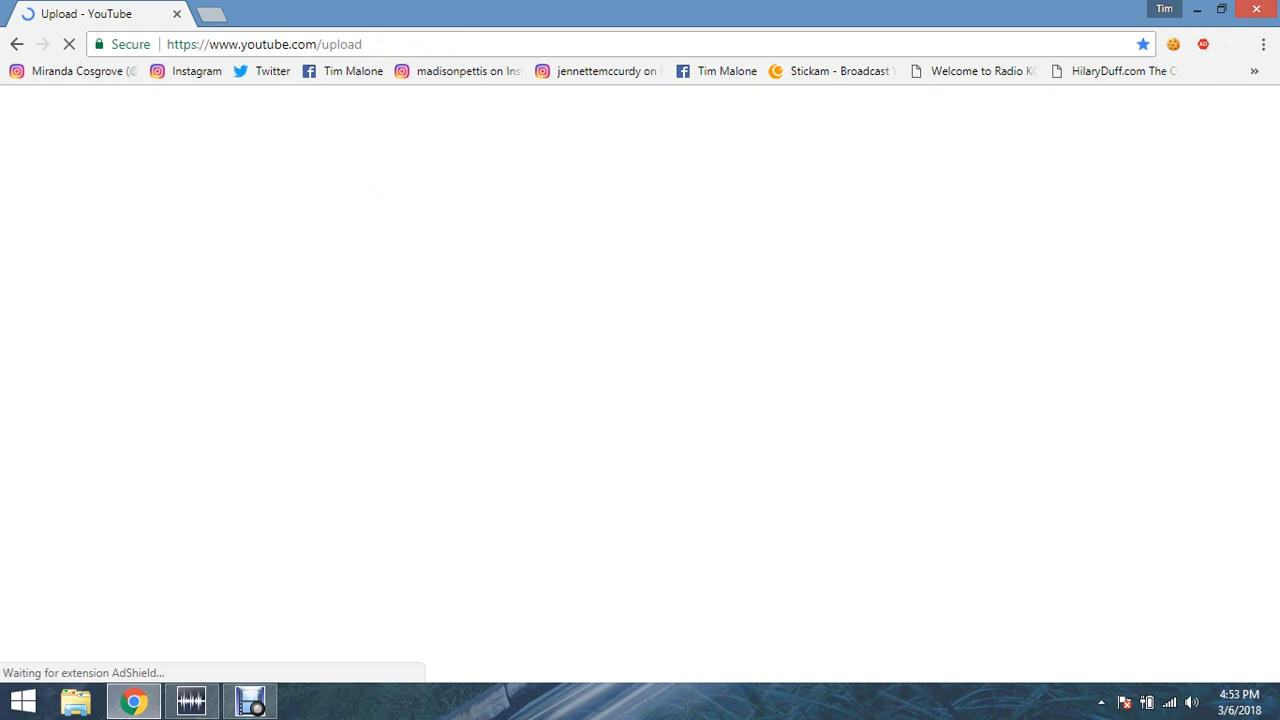 Upload - YouTube
Tim
Secure
https://www.youtube.com/upload
AD
Miranda Cosgrove (@ Instagram Twitter Tim Malone madisonpettis on Ins jennettemccurdy on Tim Malone Stickam - Broadcast Welcome to Radio KC HilaryDuff.com The O
Waiting for extension AdShield...
4:53 PM
3/6/2018